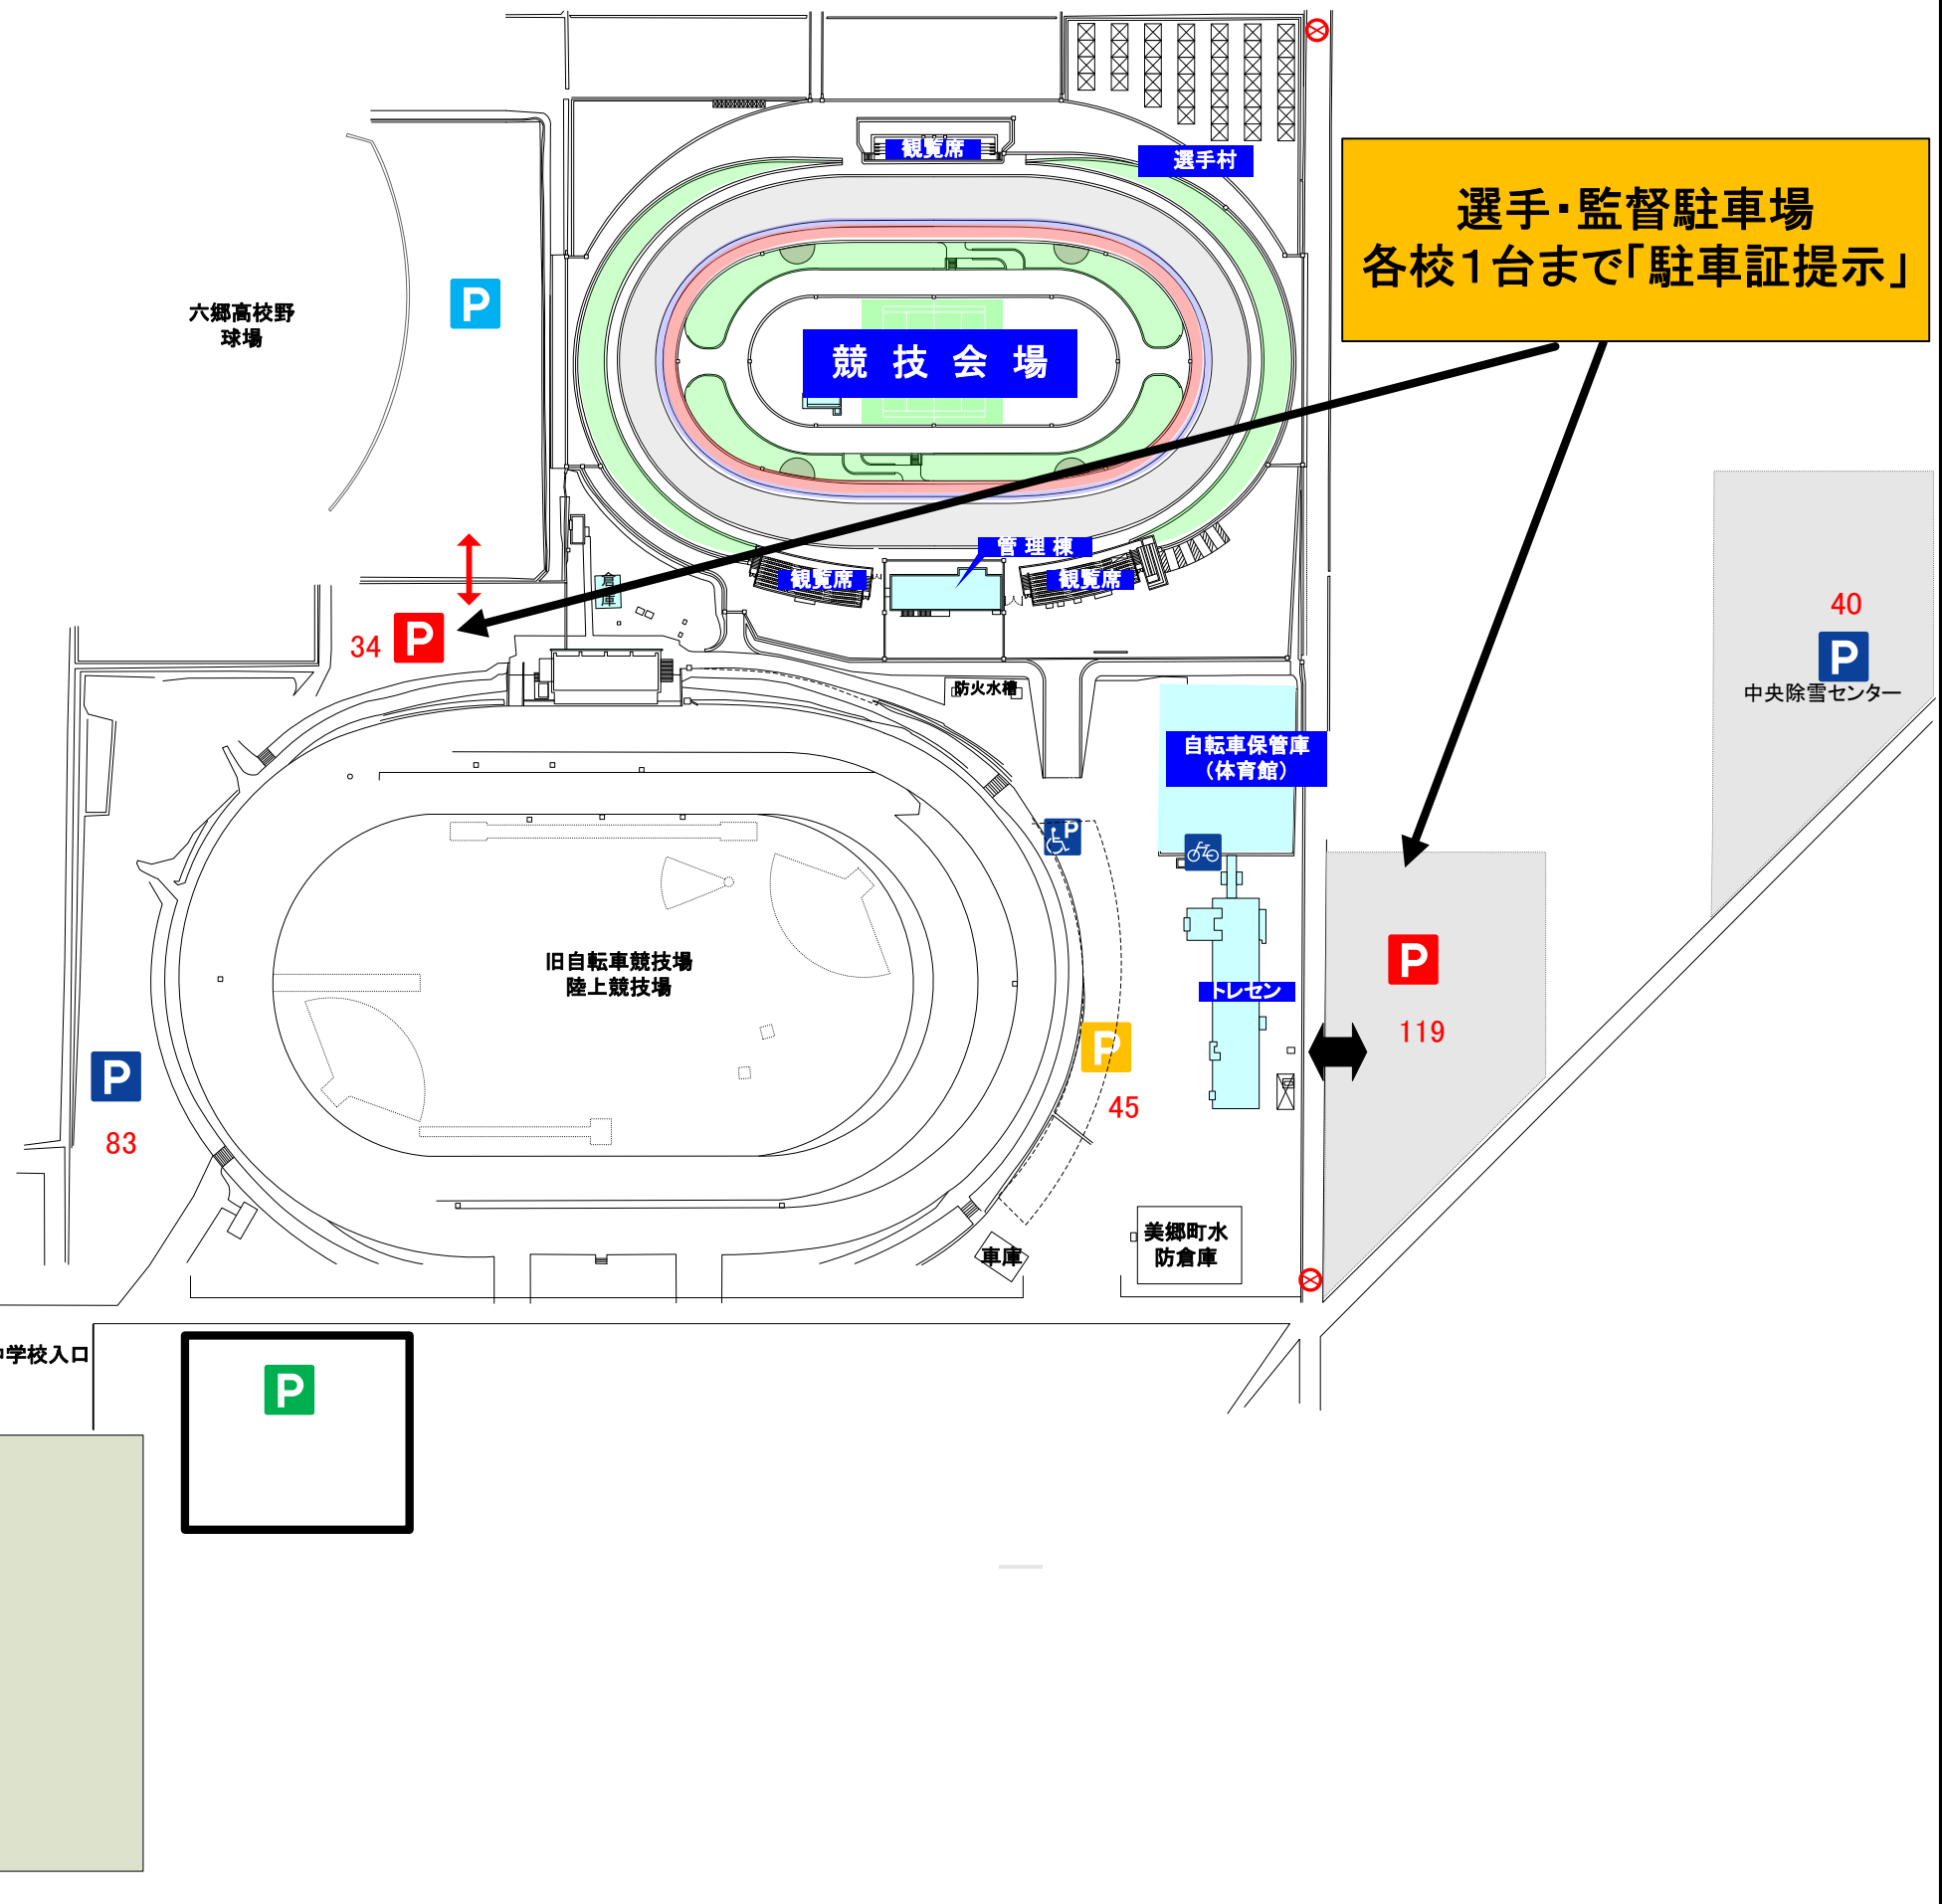 観覧席
選手村
選手・監督駐車場
各校１台まで「駐車証提示」
六郷高校野
球場
P
競技会場
管理棟
観覧席
観覧席
倉
庫
34
P
40
P
中央除雪センター
防火水槽
自転車保管庫
（体育館）
P
旧自転車競技場
陸上競技場
P
トレセン
119
P
45
P
83
美郷町水
防倉庫
車庫
学校入口
P